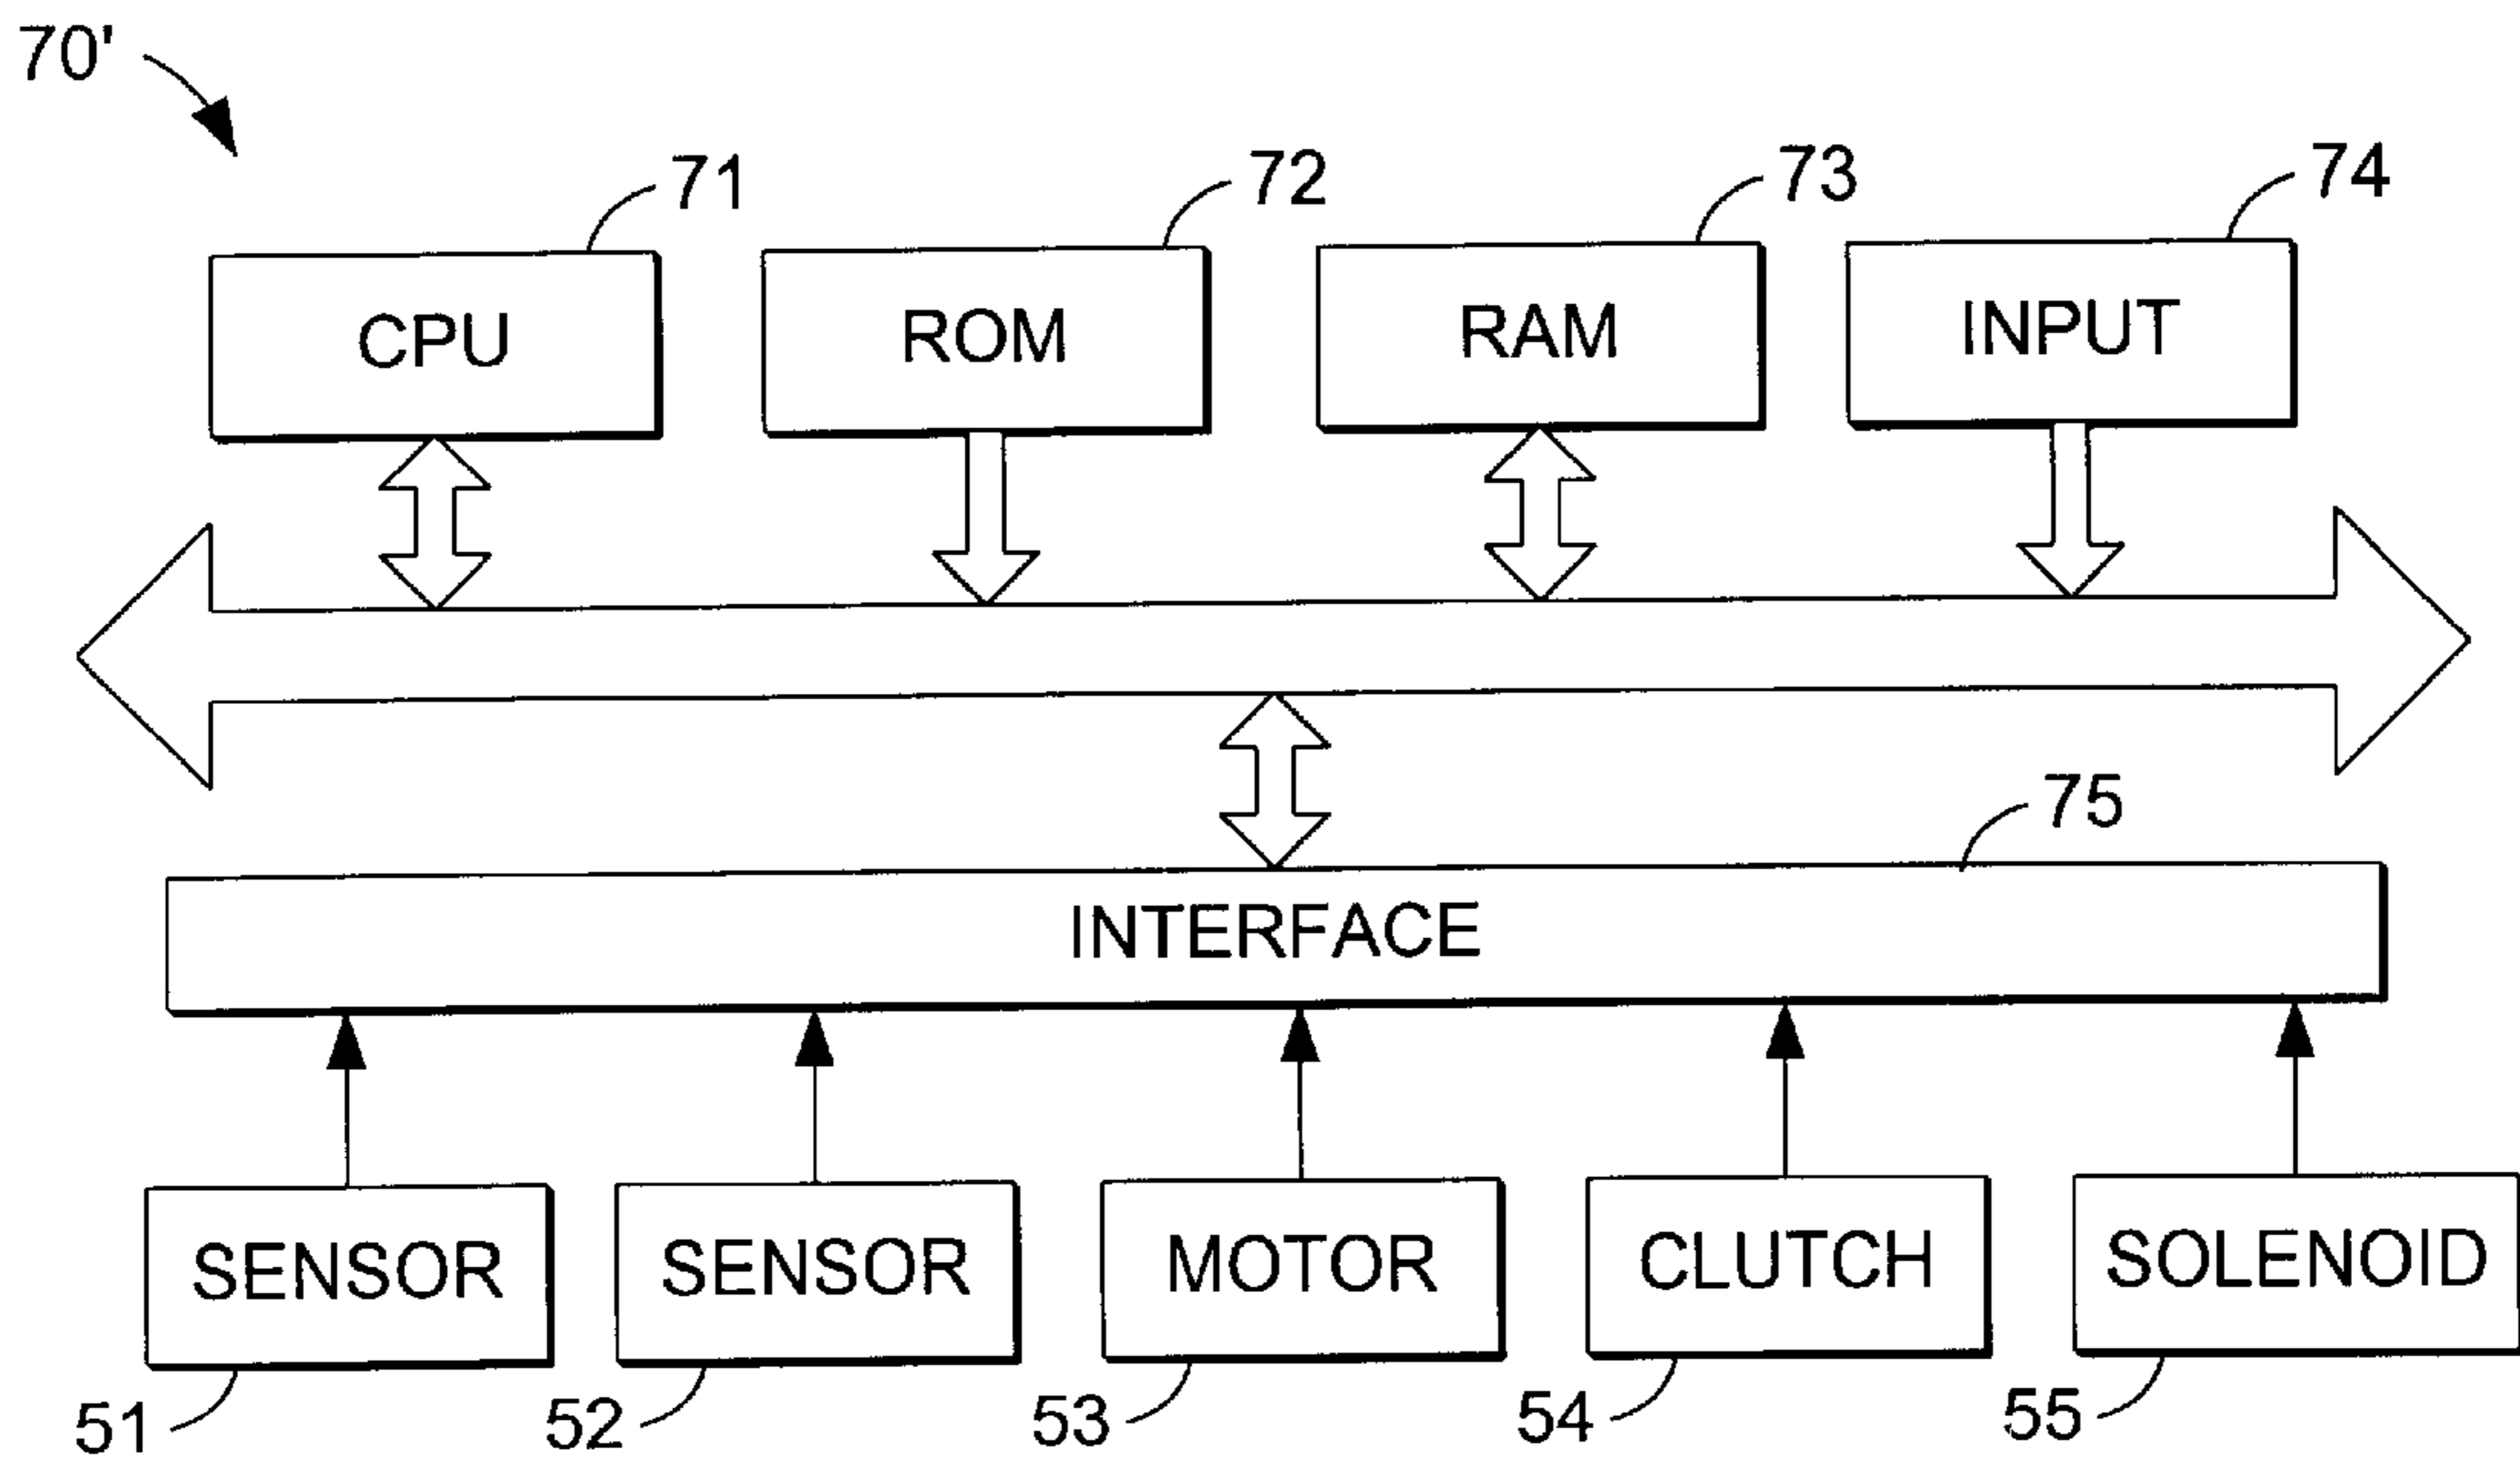 70'
71
72
73
74
CPU
ROM
RAM
INPUT
75
INTERFACE
SENSOR
SENSOR
MOTOR
CLUTCH
SOLENOID
51
52
53
54
55